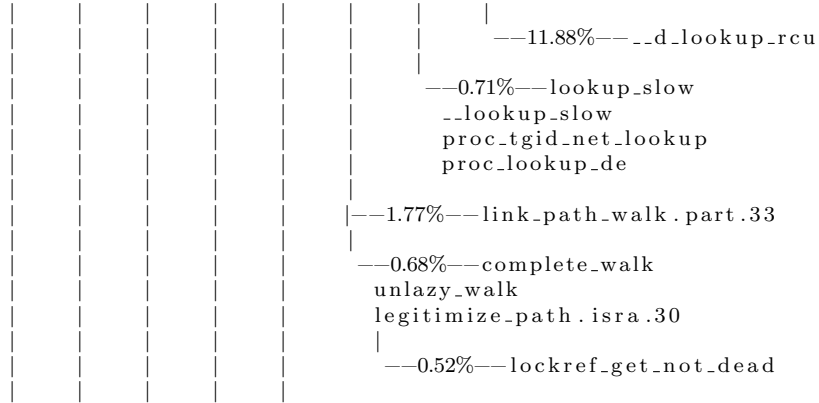 |     |     |     |     |     |     |     |
|     |     |     |     |     |     |      --11.88%--__d_lookup_rcu
|     |     |     |     |     |     |
|     |     |     |     |     |
|     |     |     |     |     |      --0.71%--lookup_slow
|     |     |     |     |     |        __lookup_slow
|     |     |     |     |     |        proc_tgid_net_lookup
|     |     |     |     |     |        proc_lookup_de
|     |     |     |     |     |
|     |     |     |     |     |--1.77%--link_path_walk.part.33
|     |     |     |     |     |
|     |     |     |     |      --0.68%--complete_walk
|     |     |     |     |        unlazy_walk
|     |     |     |     |        legitimize_path.isra.30
|     |     |     |     |        |
|     |     |     |     |         --0.52%--lockref_get_not_dead
|     |     |     |     |